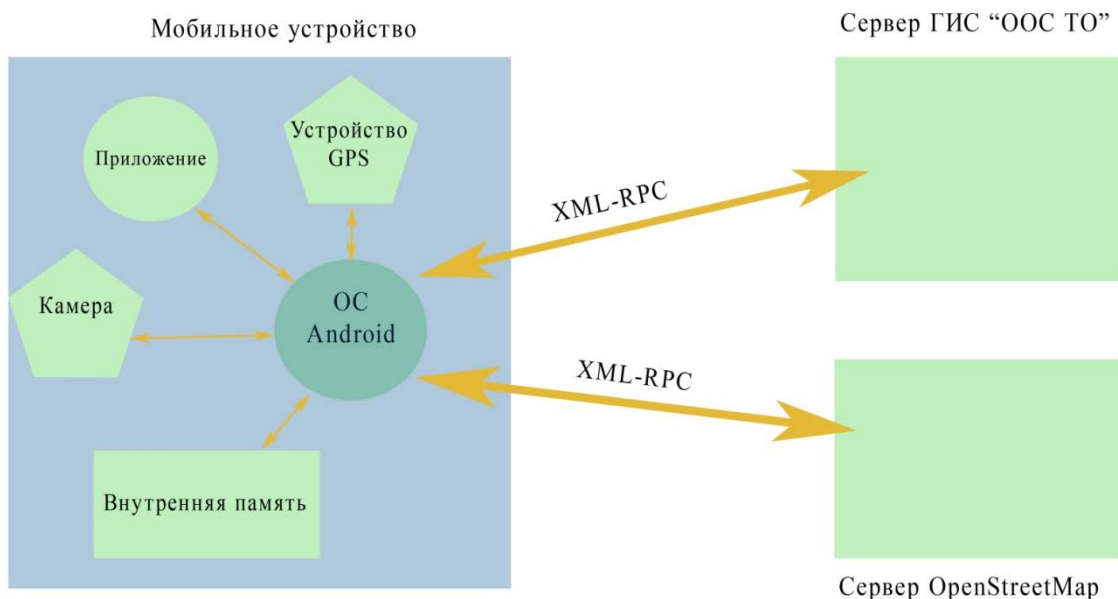 Мобильное устройство
Сервер ГИС “ООС ТО”
Устройство
GPS
Приложение
XML-RPC
Камера
ОС
Android
XML-RPC
Внутренняя память
Сервер OpenStreetMap